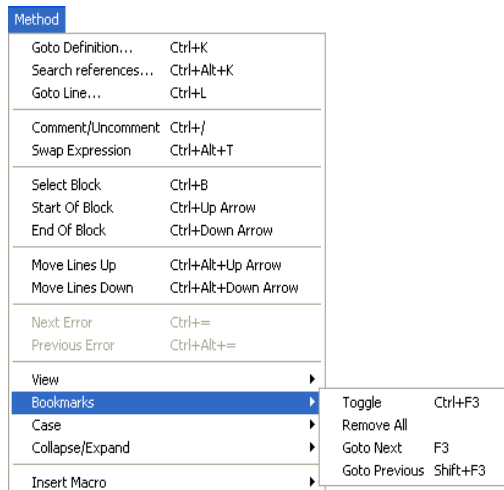 Method
Goto Definition... Ctrl+K
Search references... Ctrl+Alt+K
Goto Line... Ctrl+L
Comment/Uncomment Ctrl+/
Swap Expression Ctrl+Alt+T
Select Block Ctrl+B
Start Of Block Ctrl+Up Arrow
End Of Block Ctrl+Down Arrow
Move Lines Up Ctrl+Alt+Up Arrow
Move Lines Down Ctrl+Alt+Down Arrow
Next Error Ctrl+=
Previous Error Ctrl+Alt+=
View
Bookmarks
Case
Collapse/Expand
Insert Macro
Toggle Ctrl+F3
Remove All
Goto Next F3
Goto Previous Shift+F3